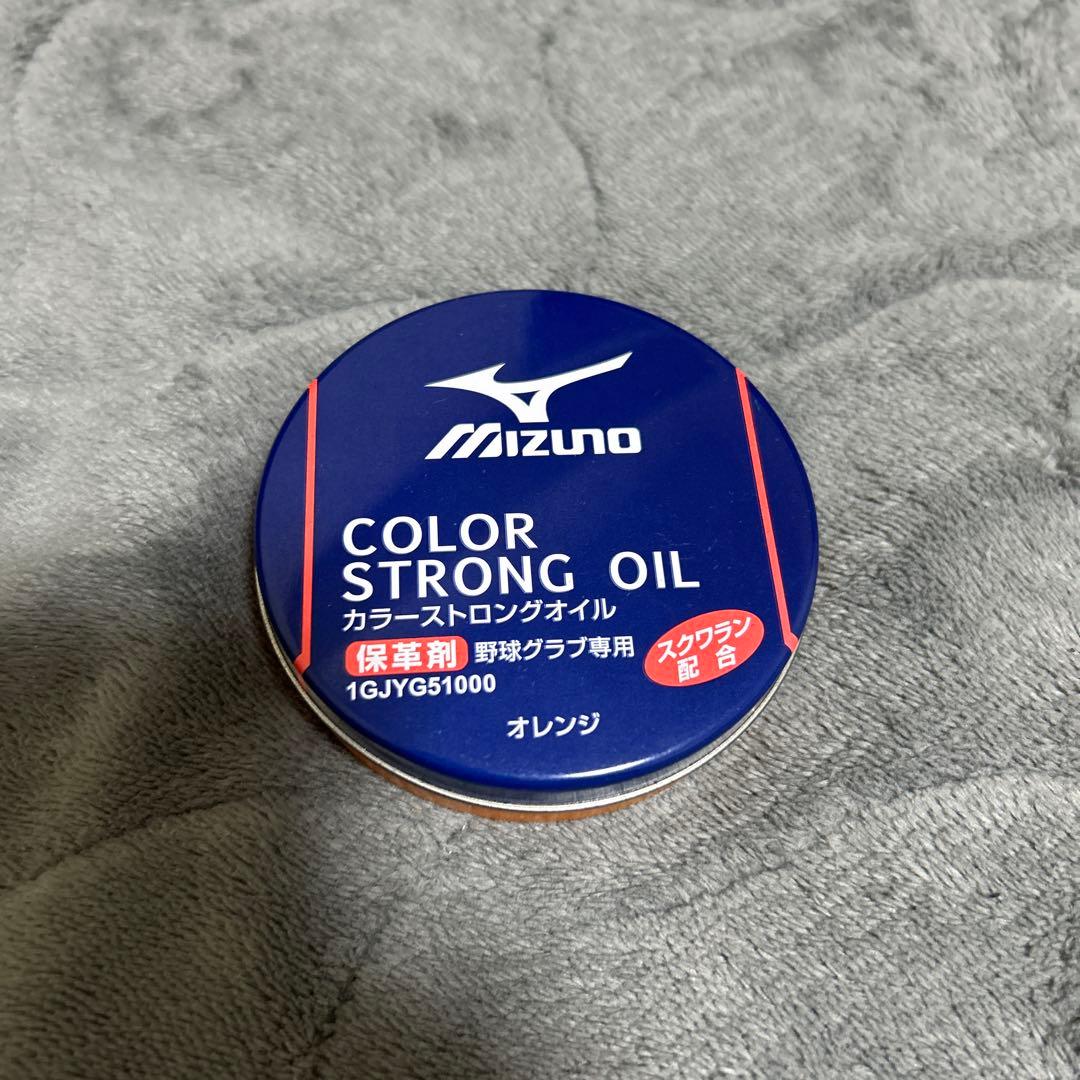 MIZUNO
COLOR
STRONG OIL
カラーストロングオイル
保革剤 野球グラブ専用
スクワラン
配合
1GJYG51000
オレンジ